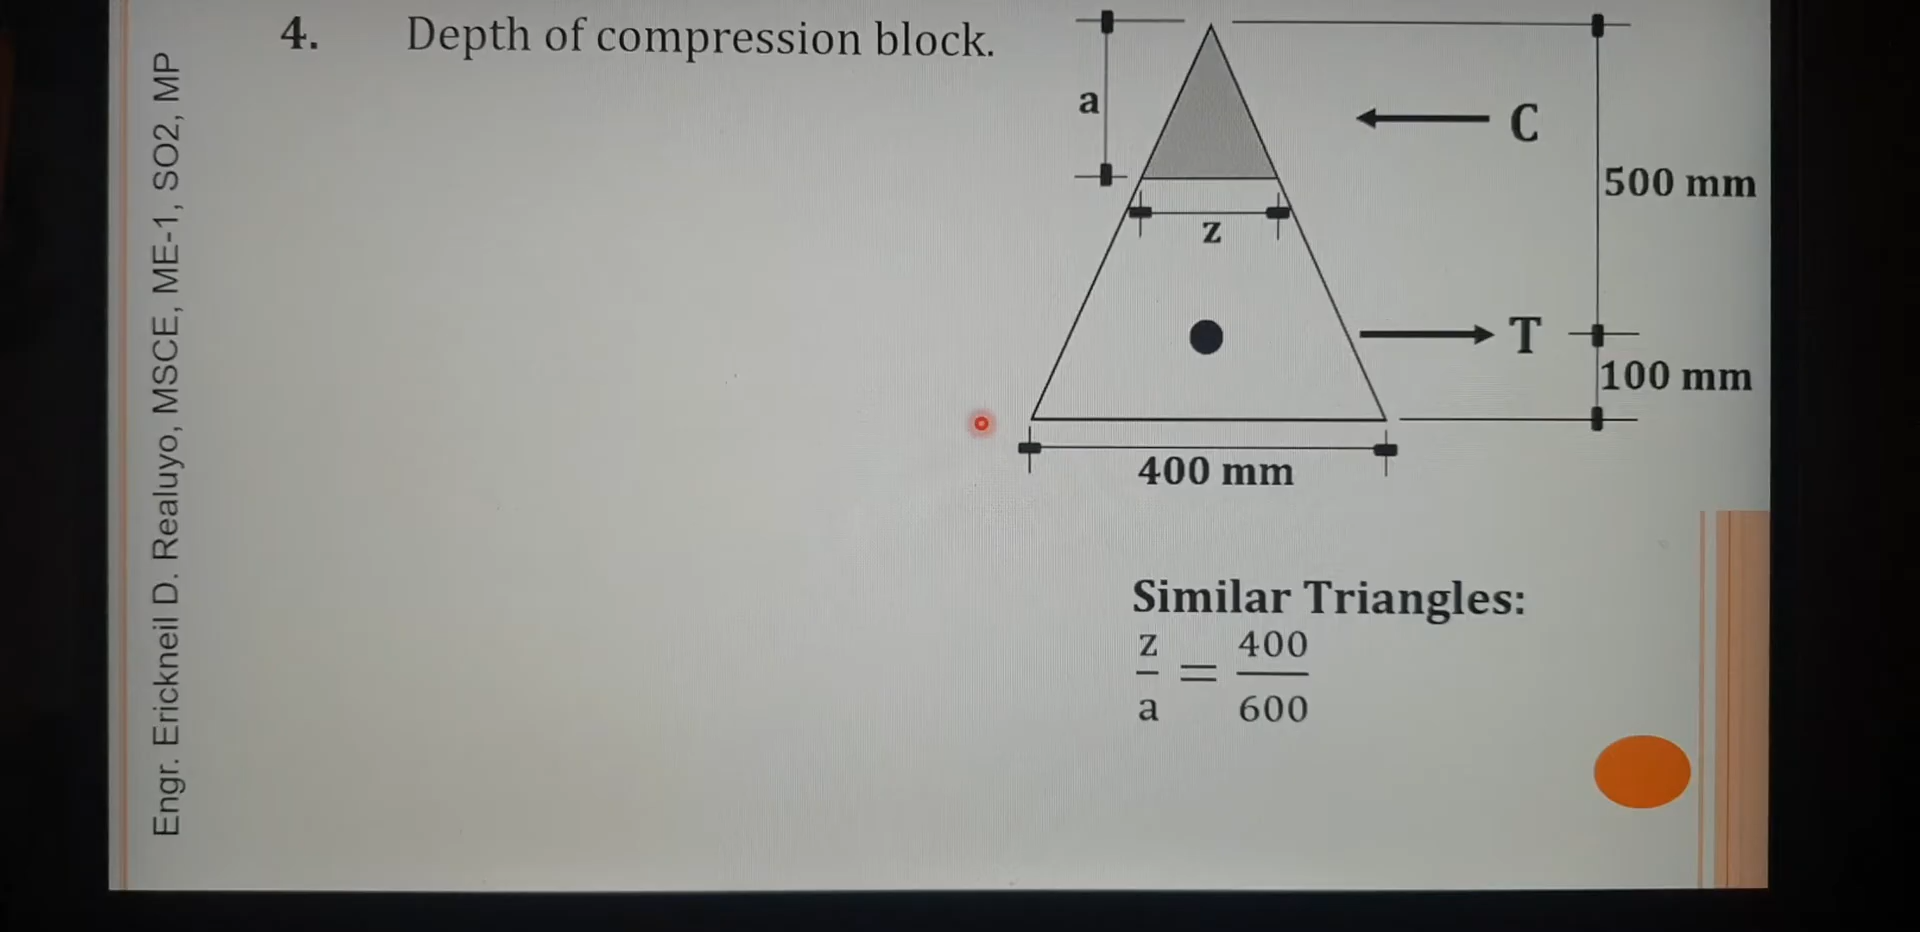 4. Depth of compression block.
a
C
500 mm
z
T
100 mm
400 mm
Similar Triangles:
z/a = 400/600
Engr. Erickneil D. Realuyo, MSCE, ME-1, SO2, MP